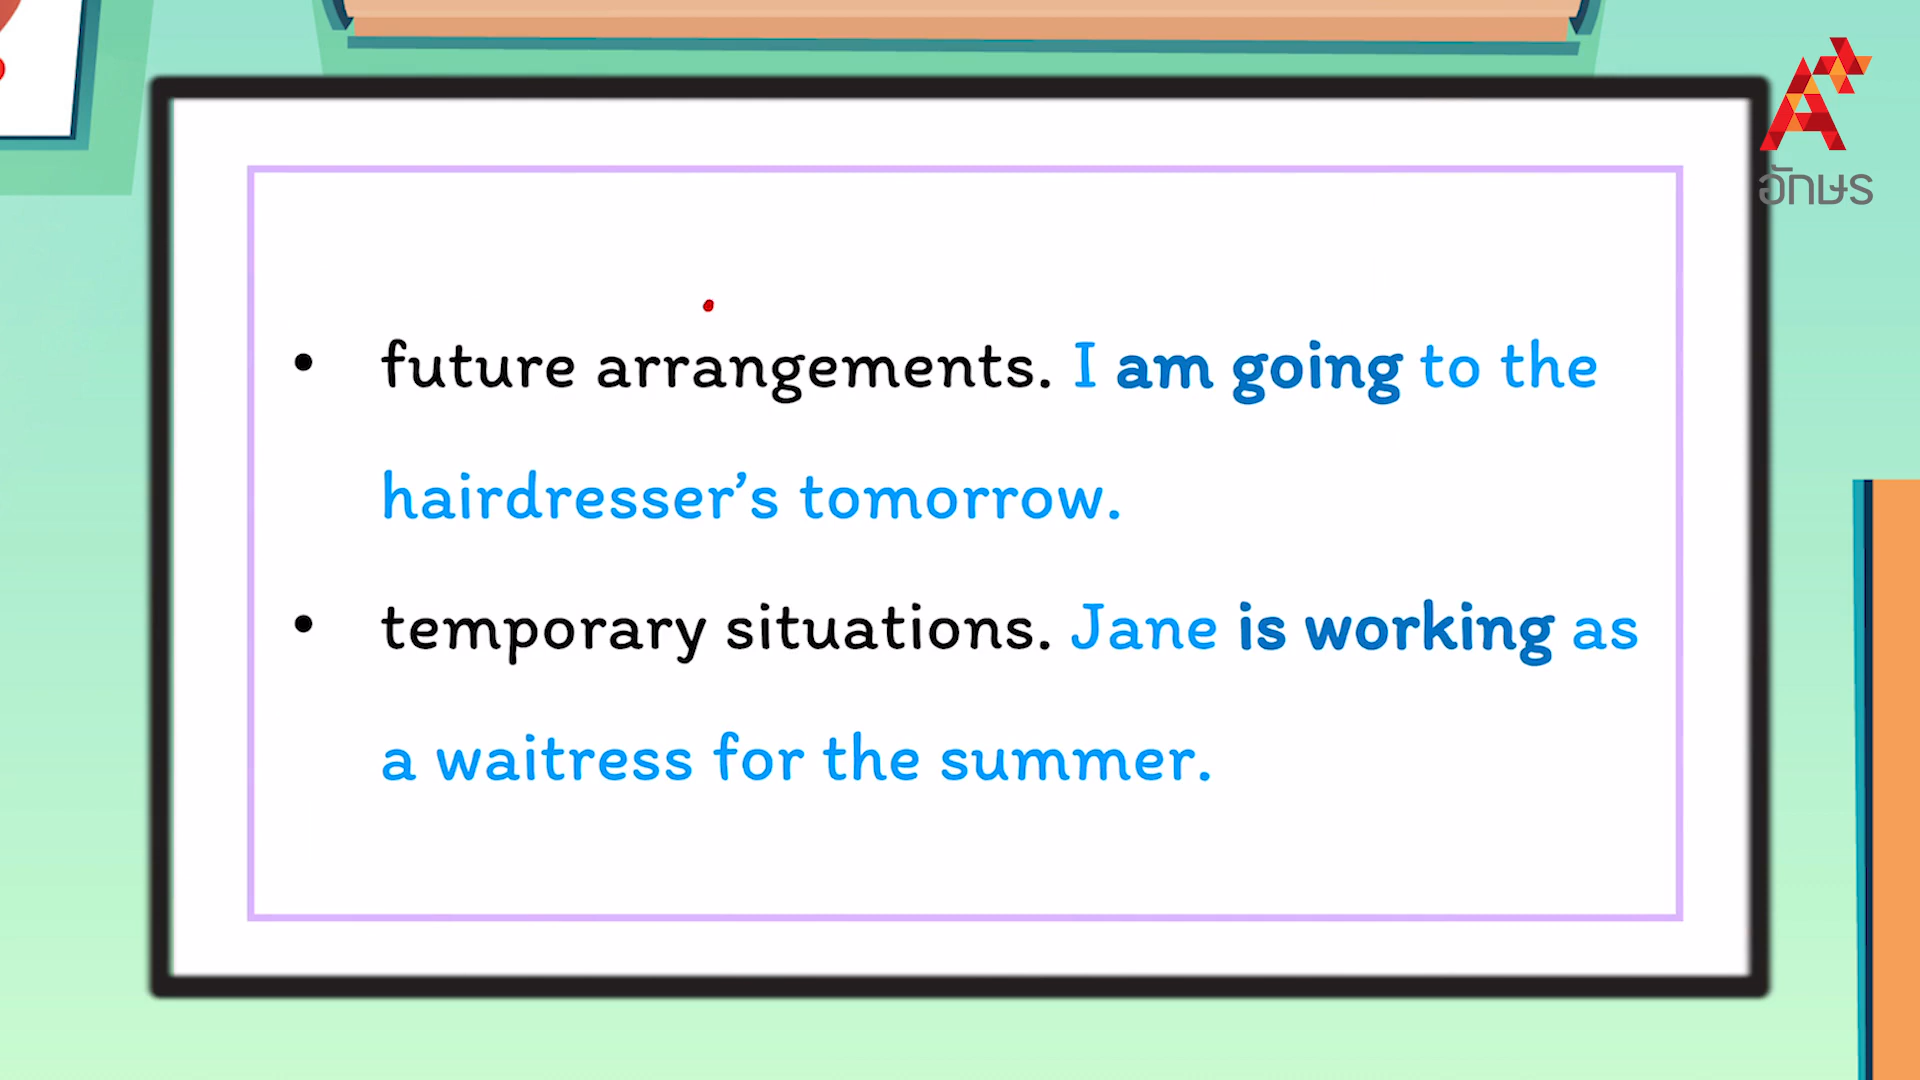 อักษร
• future arrangements. I am going to the
hairdresser’s tomorrow.
• temporary situations. Jane is working as
a waitress for the summer.